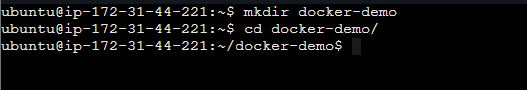 ubuntu@ip-172-31-44-221:~$ mkdir docker-demo
ubuntu@ip-172-31-44-221:~$ cd docker-demo/
ubuntu@ip-172-31-44-221:~/docker-demo$